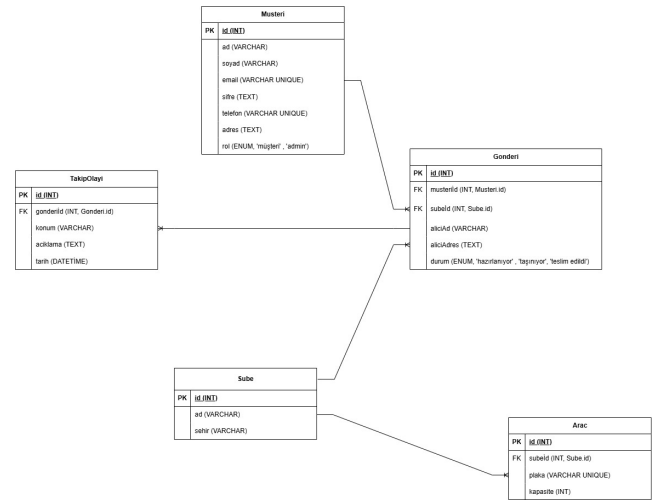 Musteri
PK id (INT)
ad (VARCHAR)
soyad (VARCHAR)
email (VARCHAR UNIQUE)
sifre (TEXT)
telefon (VARCHAR UNIQUE)
adres (TEXT)
rol (ENUM, 'müşteri' , 'admin')
Gonderi
PK id (INT)
FK musteriId (INT, Musteri.id)
FK subeİd (INT, Sube.id)
aliciAd (VARCHAR)
aliciAdres (TEXT)
durum (ENUM, 'hazırlanıyor' , 'taşınıyor', 'teslim edildi')
TakipOlayi
PK id (INT)
FK gonderiİd (INT, Gonderi.id)
konum (VARCHAR)
aciklama (TEXT)
tarih (DATETİME)
Sube
PK id (INT)
ad (VARCHAR)
sehir (VARCHAR)
Arac
PK id (INT)
FK subeİd (INT, Sube.id)
plaka (VARCHAR UNIQUE)
kapasite (INT)